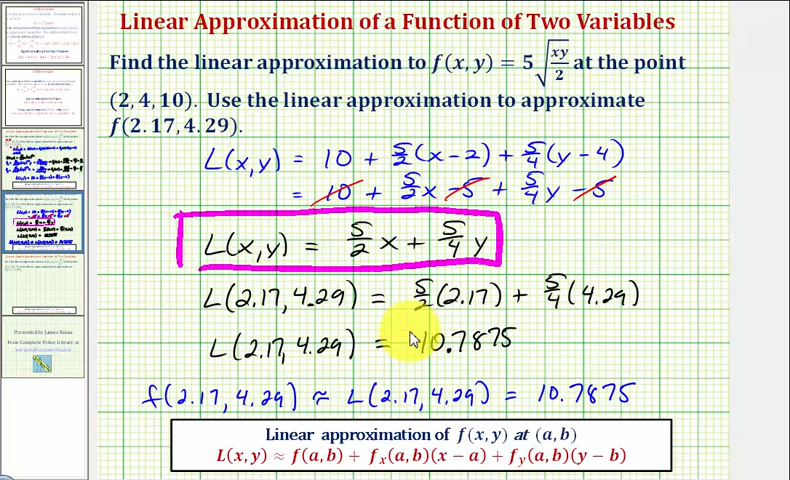 Linear Approximation of a Function of Two Variables
Find the linear approximation to f(x, y) = 5√(xy/2) at the point
(2, 4, 10). Use the linear approximation to approximate
f(2.17, 4.29).
L(x,y) = 10 + 5/2(x-2) + 5/4(y-4)
= 10 + 5/2x - 5 + 5/4y - 5
L(x,y) = 5/2x + 5/4y
L(2.17, 4.29) = 5/2(2.17) + 5/4(4.29)
L(2.17, 4.29) = 10.7875
f(2.17, 4.29) ≈ L(2.17, 4.29) = 10.7875
Linear approximation of f(x, y) at (a, b)
L(x, y) ≈ f(a, b) + fₓ(a, b)(x − a) + f_y(a, b)(y − b)